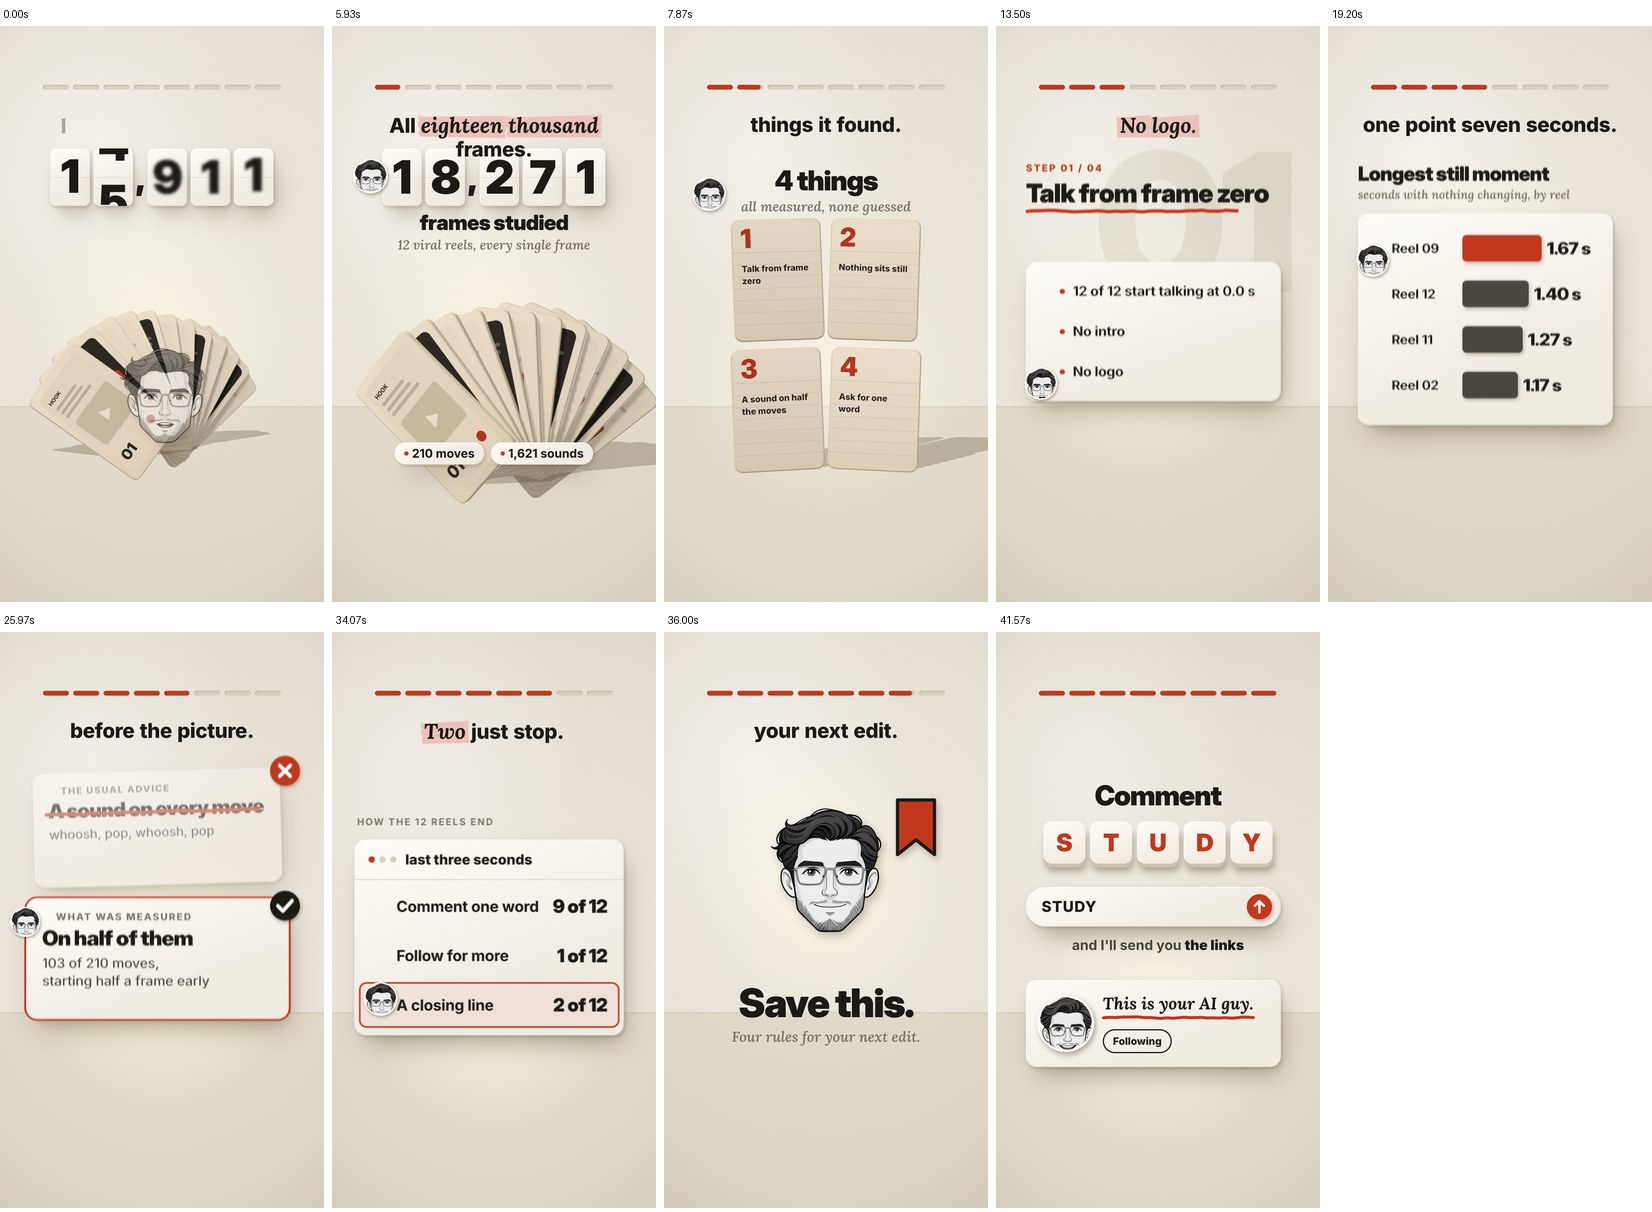 0.00s
5.93s
7.87s
13.50s
19.20s
1
5
,911
HOOK
01
All eighteen thousand
frames.
18,271
frames studied
12 viral reels, every single frame
HOOK
210 moves
1,621 sounds
01
things it found.
4 things
all measured, none guessed
1
Talk from frame
zero
2
Nothing sits still
3
A sound on half
the moves
4
Ask for one
word
No logo.
01
STEP 01 / 04
Talk from frame zero
12 of 12 start talking at 0.0 s
No intro
No logo
one point seven seconds.
Longest still moment
seconds with nothing changing, by reel
Reel 09 1.67 s
Reel 12 1.40 s
Reel 11 1.27 s
Reel 02 1.17 s
25.97s
34.07s
36.00s
41.57s
before the picture.
THE USUAL ADVICE
A sound on every move
whoosh, pop, whoosh, pop
WHAT WAS MEASURED
On half of them
103 of 210 moves,
starting half a frame early
Two just stop.
HOW THE 12 REELS END
last three seconds
Comment one word 9 of 12
Follow for more 1 of 12
A closing line 2 of 12
your next edit.
Save this.
Four rules for your next edit.
Comment
STUDY
STUDY
and I'll send you the links
This is your AI guy.
Following